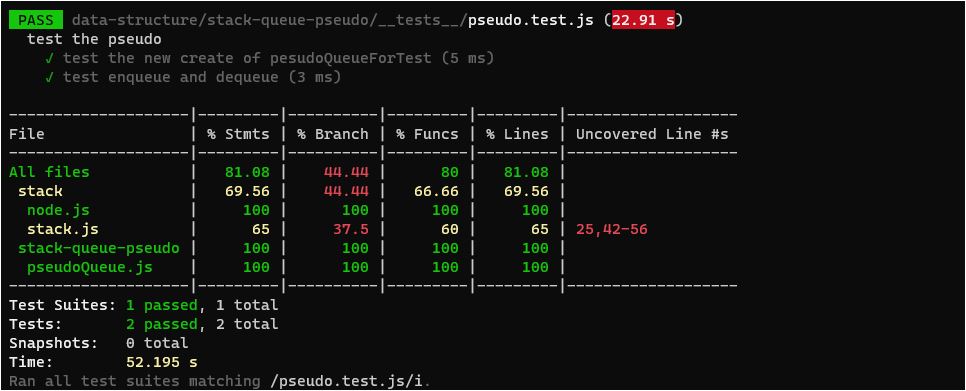 PASS data-structure/stack-queue-pseudo/__tests__/pseudo.test.js (22.91 s)
  test the pseudo
    √ test the new create of pesudoQueueForTest (5 ms)
    √ test enqueue and dequeue (3 ms)

--------------------|---------|----------|---------|---------|-------------------
File                | % Stmts | % Branch | % Funcs | % Lines | Uncovered Line #s
--------------------|---------|----------|---------|---------|-------------------
All files           |   81.08 |    44.44 |      80 |   81.08 |
 stack              |   69.56 |    44.44 |   66.66 |   69.56 |
  node.js           |     100 |      100 |     100 |     100 |
  stack.js          |      65 |     37.5 |      60 |      65 | 25,42-56
 stack-queue-pseudo |     100 |      100 |     100 |     100 |
  pseudoQueue.js    |     100 |      100 |     100 |     100 |
--------------------|---------|----------|---------|---------|-------------------
Test Suites: 1 passed, 1 total
Tests:       2 passed, 2 total
Snapshots:   0 total
Time:        52.195 s
Ran all test suites matching /pseudo.test.js/i.